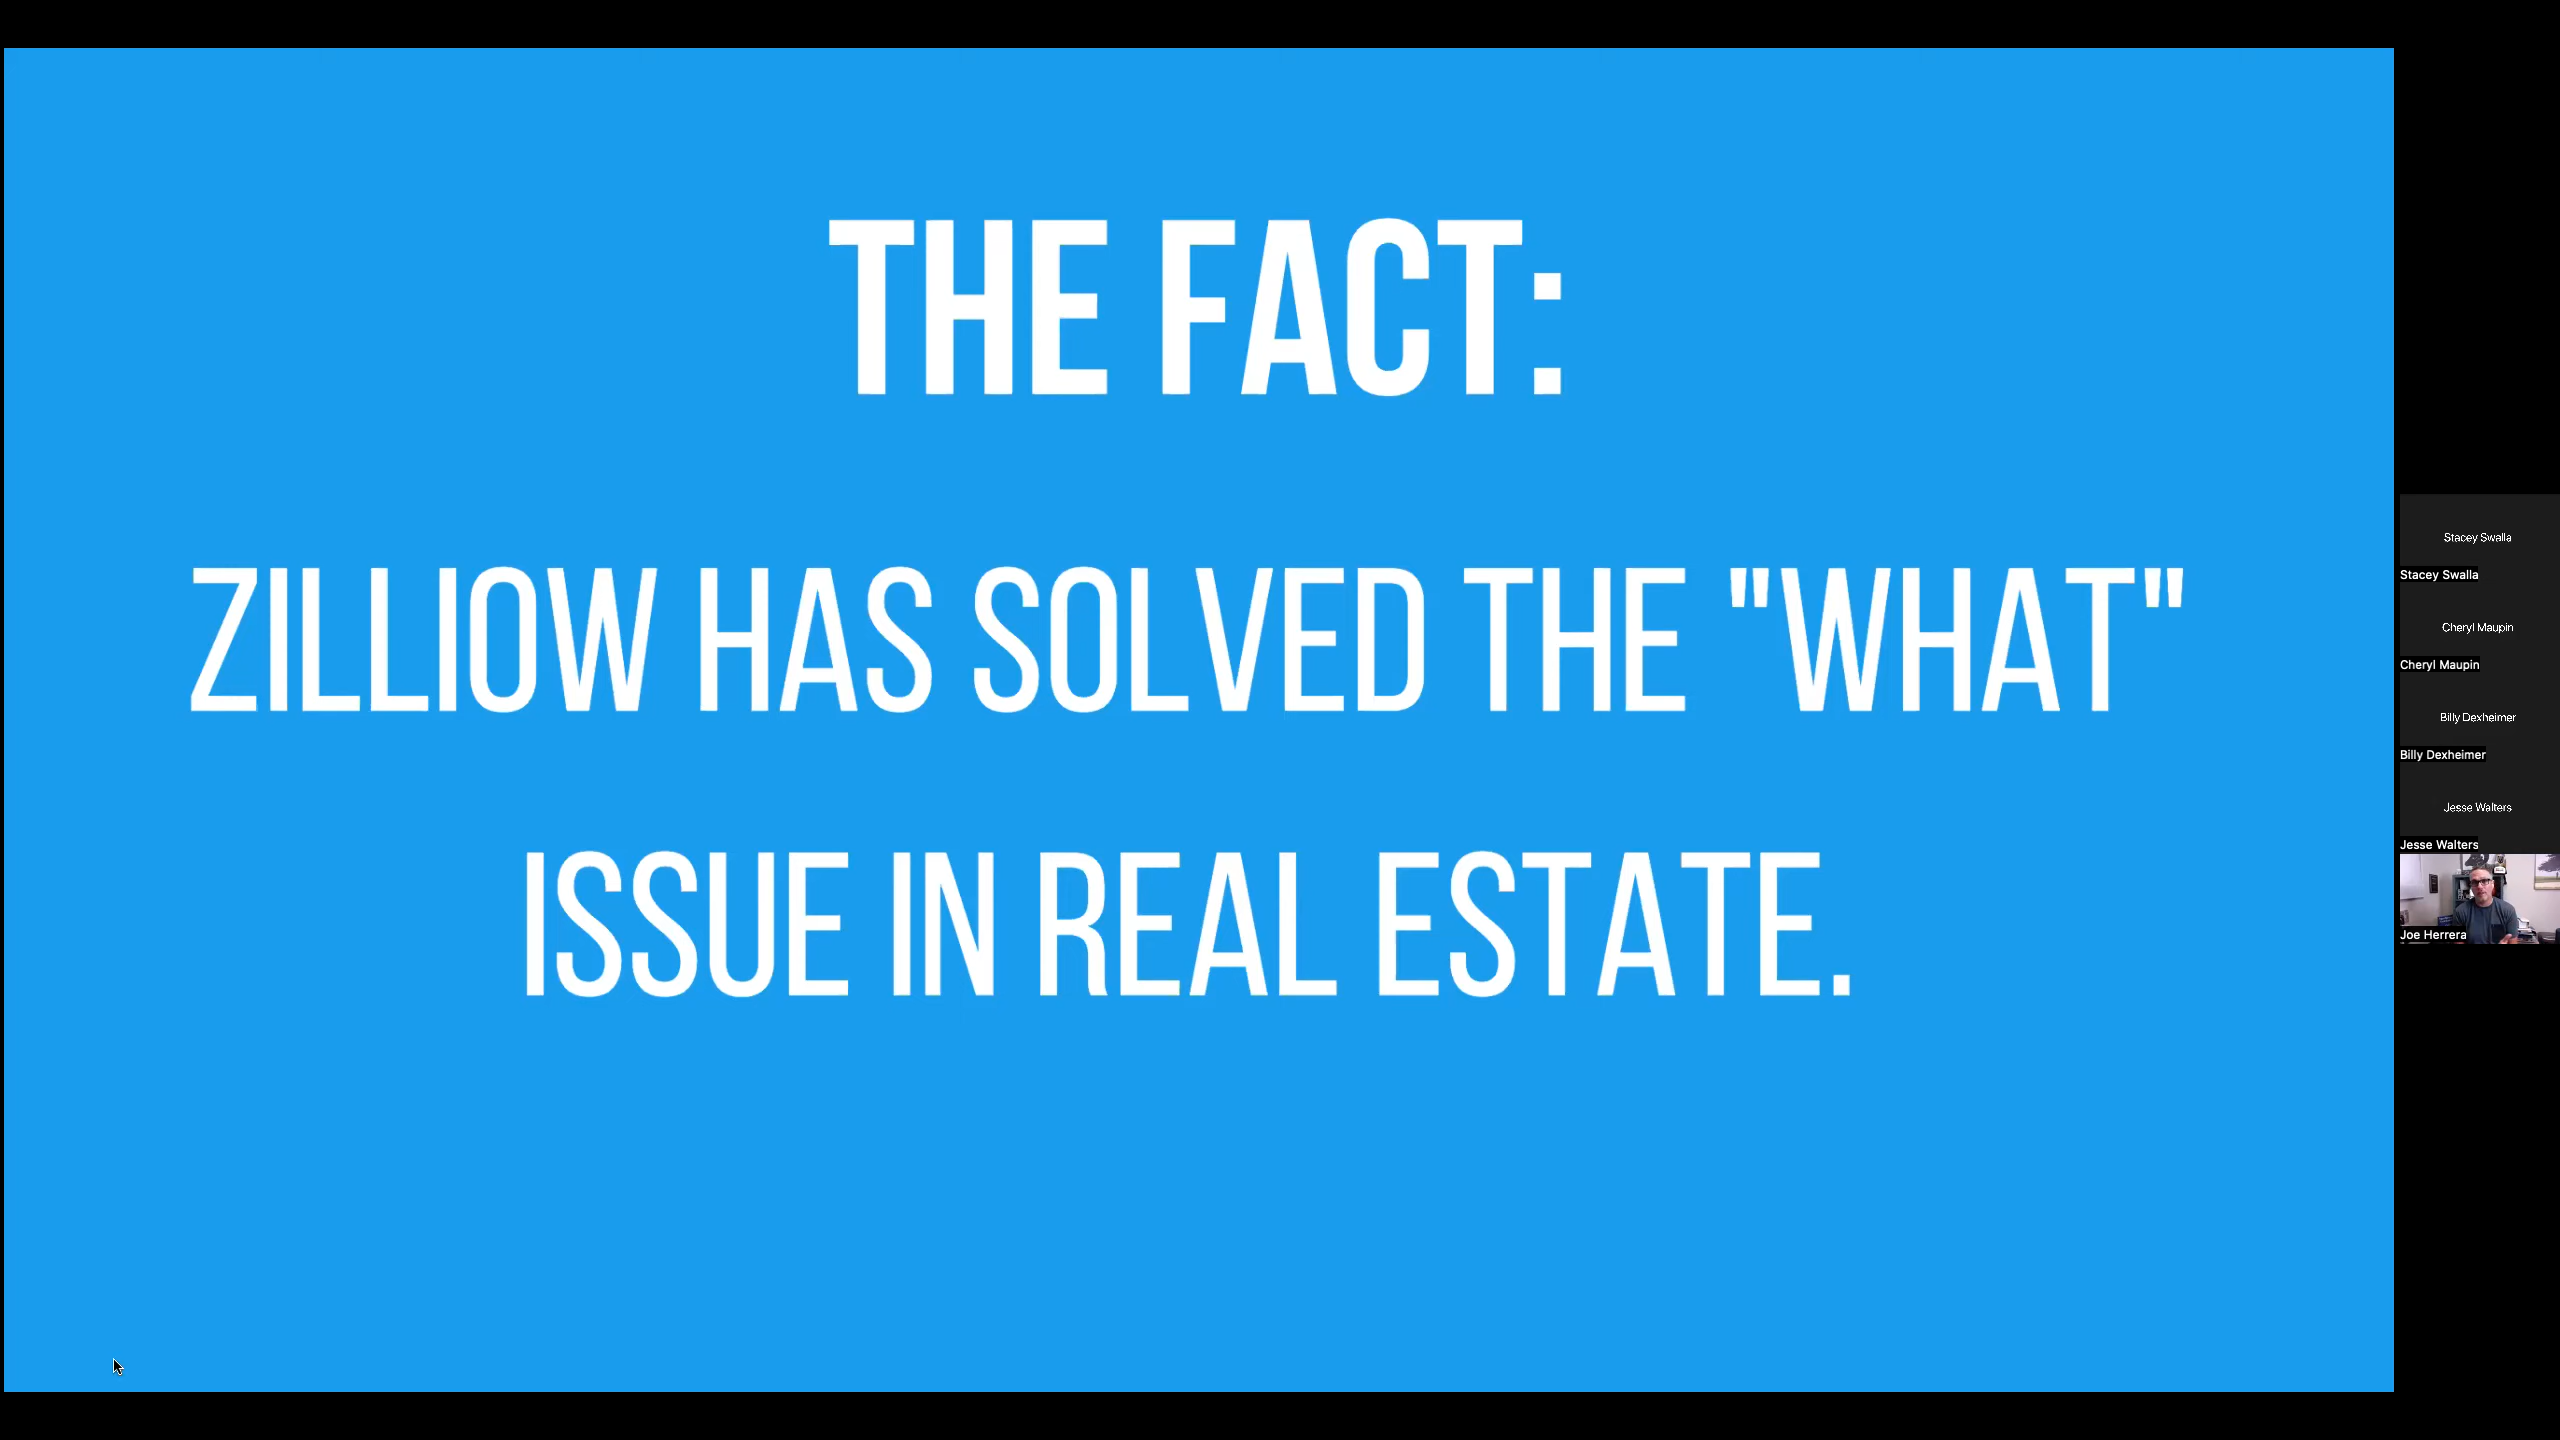 THE FACT:
ZILLIOW HAS SOLVED THE "WHAT"
ISSUE IN REAL ESTATE.
Stacey Swalla
Stacey Swalla
Cheryl Maupin
Cheryl Maupin
Billy Dexheimer
Billy Dexheimer
Jesse Walters
Jesse Walters
Joe Herrera